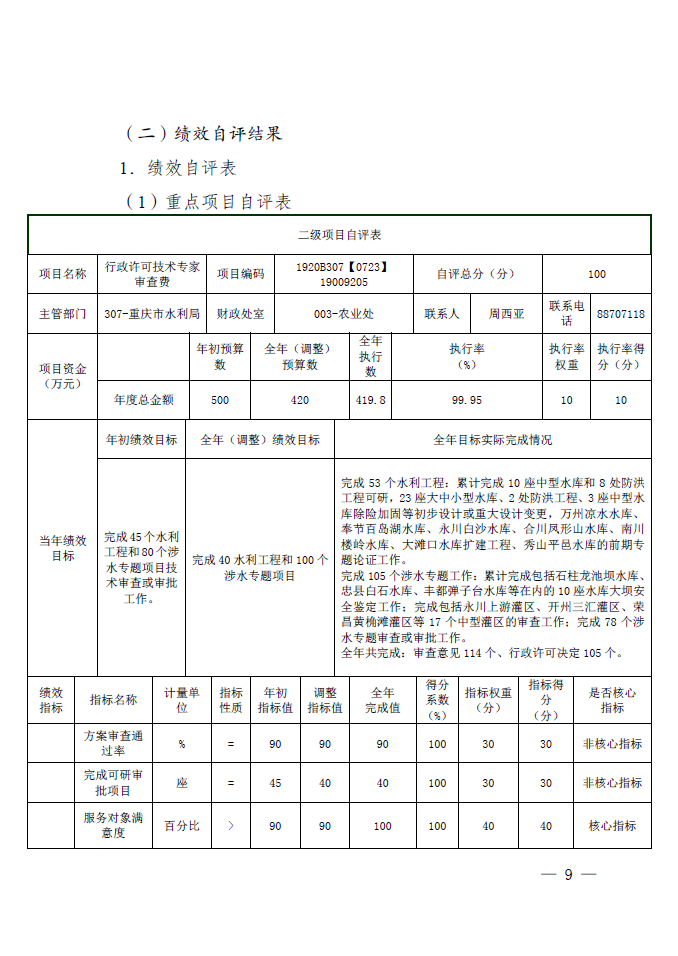 （二）绩效自评结果
1．绩效自评表
（1）重点项目自评表
二级项目自评表
项目名称 行政许可技术专家审查费 项目编码 1920B307【0723】19009205 自评总分（分） 100
主管部门 307-重庆市水利局 财政处室 003-农业处 联系人 周西亚 联系电话 88707118
项目资金（万元） 年初预算数 全年（调整）预算数 全年执行数 执行率（%） 执行率权重 执行率得分（分）
年度总金额 500 420 419.8 99.95 10 10
当年绩效目标 年初绩效目标 全年（调整）绩效目标 全年目标实际完成情况
完成45个水利工程和80个涉水专题项目技术审查或审批工作。
完成 40 水利工程和 100 个涉水专题项目
完成 53 个水利工程：累计完成 10 座中型水库和 8 处防洪
工程可研，23 座大中小型水库、2 处防洪工程、3 座中型水
库除险加固等初步设计或重大设计变更，万州凉水水库、
奉节百岛湖水库、永川白沙水库、合川凤形山水库、南川
楼岭水库、大滩口水库扩建工程、秀山平邑水库的前期专
题论证工作。
完成 105 个涉水专题工作：累计完成包括石柱龙池坝水库、
忠县白石水库、丰都弹子台水库等在内的 10 座水库大坝安
全鉴定工作；完成包括永川上游灌区、开州三汇灌区、荣
昌黄桷滩灌区等 17 个中型灌区的审查工作；完成 78 个涉
水专题审查或审批工作。
全年共完成：审查意见 114 个、行政许可决定 105 个。
绩效指标 指标名称 计量单位 指标性质 年初指标值 调整指标值 全年完成值 得分系数（%） 指标权重（分） 指标得分（分） 是否核心指标
方案审查通过率 % = 90 90 90 100 30 30 非核心指标
完成可研审批项目 座 = 45 40 40 100 30 30 非核心指标
服务对象满意度 百分比 > 90 90 100 100 40 40 核心指标
— 9 —